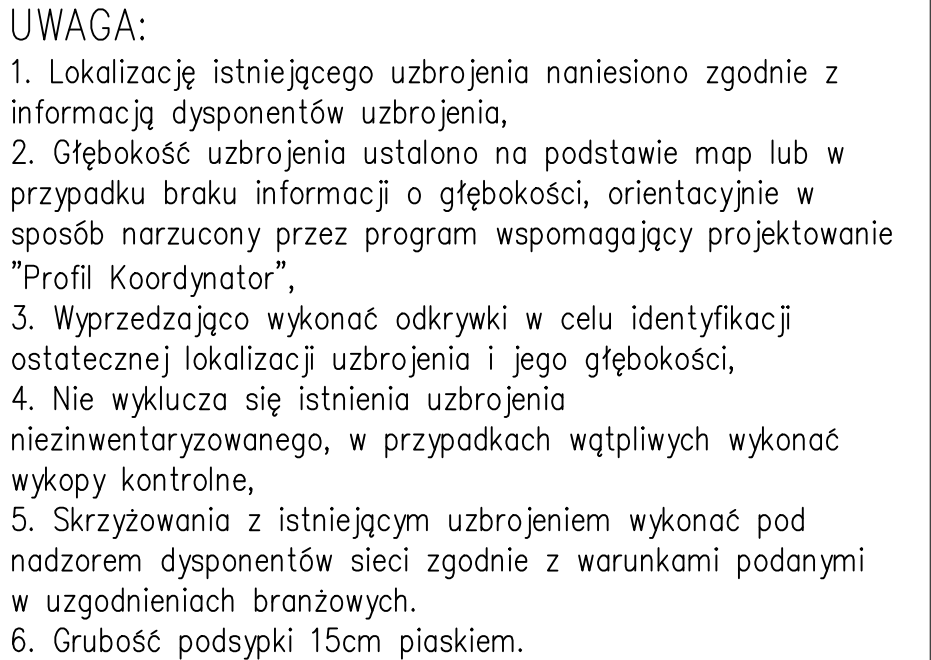 UWAGA:
1. Lokalizację istniejącego uzbrojenia naniesiono zgodnie z
informacją dysponentów uzbrojenia,
2. Głębokość uzbrojenia ustalono na podstawie map lub w
przypadku braku informacji o głębokości, orientacyjnie w
sposób narzucony przez program wspomagający projektowanie
"Profil Koordynator",
3. Wyprzedzająco wykonać odkrywki w celu identyfikacji
ostatecznej lokalizacji uzbrojenia i jego głębokości,
4. Nie wyklucza się istnienia uzbrojenia
niezinwentaryzowanego, w przypadkach wątpliwych wykonać
wykopy kontrolne,
5. Skrzyżowania z istniejącym uzbrojeniem wykonać pod
nadzorem dysponentów sieci zgodnie z warunkami podanymi
w uzgodnieniach branżowych.
6. Grubość podsypki 15cm piaskiem.